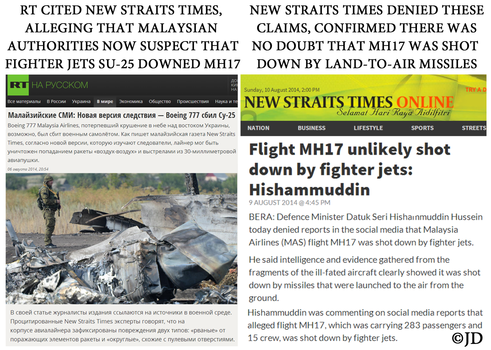 RT CITED NEW STRAITS TIMES,
ALLEGING THAT MALAYSIAN
AUTHORITIES NOW SUSPECT THAT
FIGHTER JETS SU-25 DOWNED MH17
RT НА РУССКОМ
Все материалы В России Украина В мире Экономика Общество Происшествия Наука
Малайзийские СМИ: Новая версия следствия — Boeing 777 сбил Су-25
Boeing 777 Malaysia Airlines, потерпевший крушение в небе над востоком Украины,
возможно, был сбит военным самолётом. Как пишет малайзийская газета New Straits
Times, согласно новой версии, которую изучают следователи, лайнер мог быть
уничтожен попаданием ракеты «воздух-воздух» и выстрелами из 30-миллиметровой
авиапушки.
В своей статье журналисты издания ссылаются на источники в военной среде.
Процитированные New Straits Times эксперты говорят, что на
корпусе авиалайнера зафиксированы повреждения двух типов: «рваные» от
поражающих элементов ракеты и «круглые», схожие с пулевыми отверстиями.
NEW STRAITS TIMES DENIED THESE
CLAIMS, CONFIRMED THERE WAS
NO DOUBT THAT MH17 WAS SHOT
DOWN BY LAND-TO-AIR MISSILES
Sunday, 10 August 2014, 2:00 PM
NEW STRAITS TIMES ONLINE
Selamat Hari Raya Aidilfitri
NATION BUSINESS LIFESTYLE SPORTS STREETS
Flight MH17 unlikely shot
down by fighter jets:
Hishammuddin
9 AUGUST 2014 @ 4:45 PM
BERA: Defence Minister Datuk Seri Hishammuddin Hussein
today denied reports in the social media that Malaysia
Airlines (MAS) flight MH17 was shot down by fighter jets.
He said intelligence and evidence gathered from the
fragments of the ill-fated aircraft clearly showed it was shot
down by missiles that were launched to the air from the
ground.
Hishammuddin was commenting on social media reports that
alleged flight MH17, which was carrying 283 passengers and
15 crew, was shot down by fighter jets.
©JD